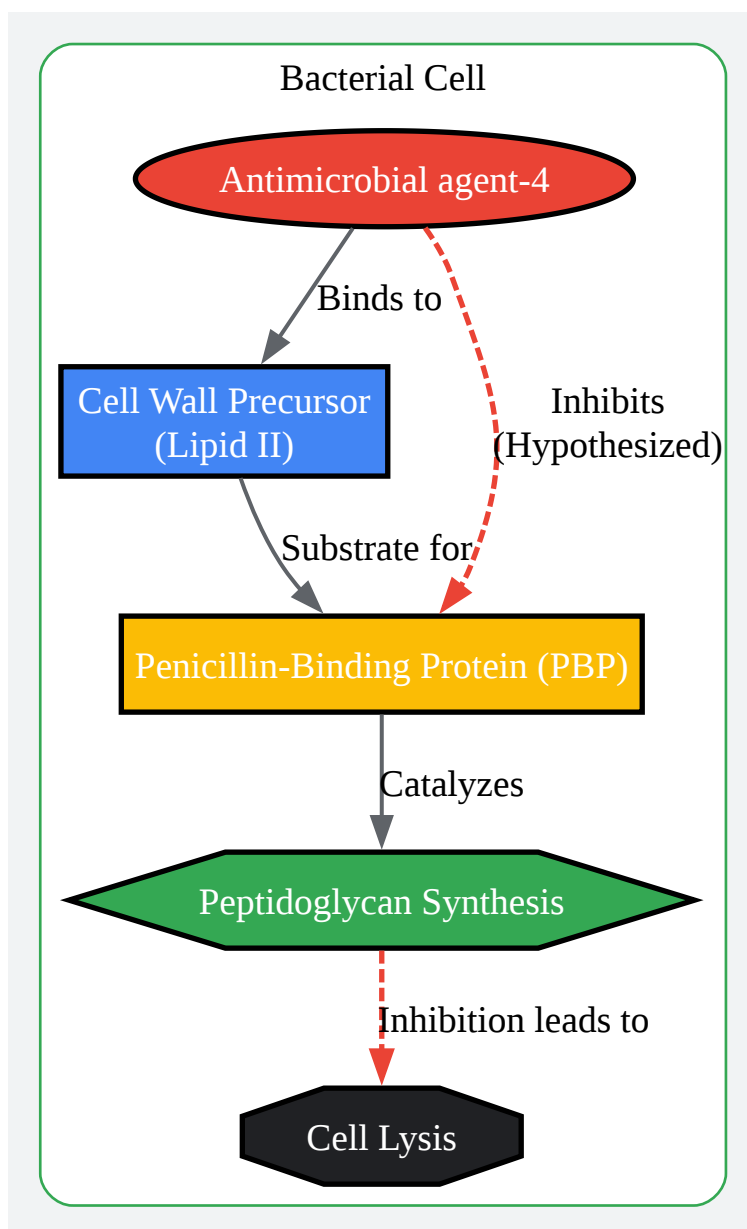 Bacterial Cell
Antimicrobial agent-4
Binds to
Cell Wall Precursor
(Lipid II)
Inhibits
(Hypothesized)
Substrate for
Penicillin-Binding Protein (PBP)
Catalyzes
Peptidoglycan Synthesis
Inhibition leads to
Cell Lysis